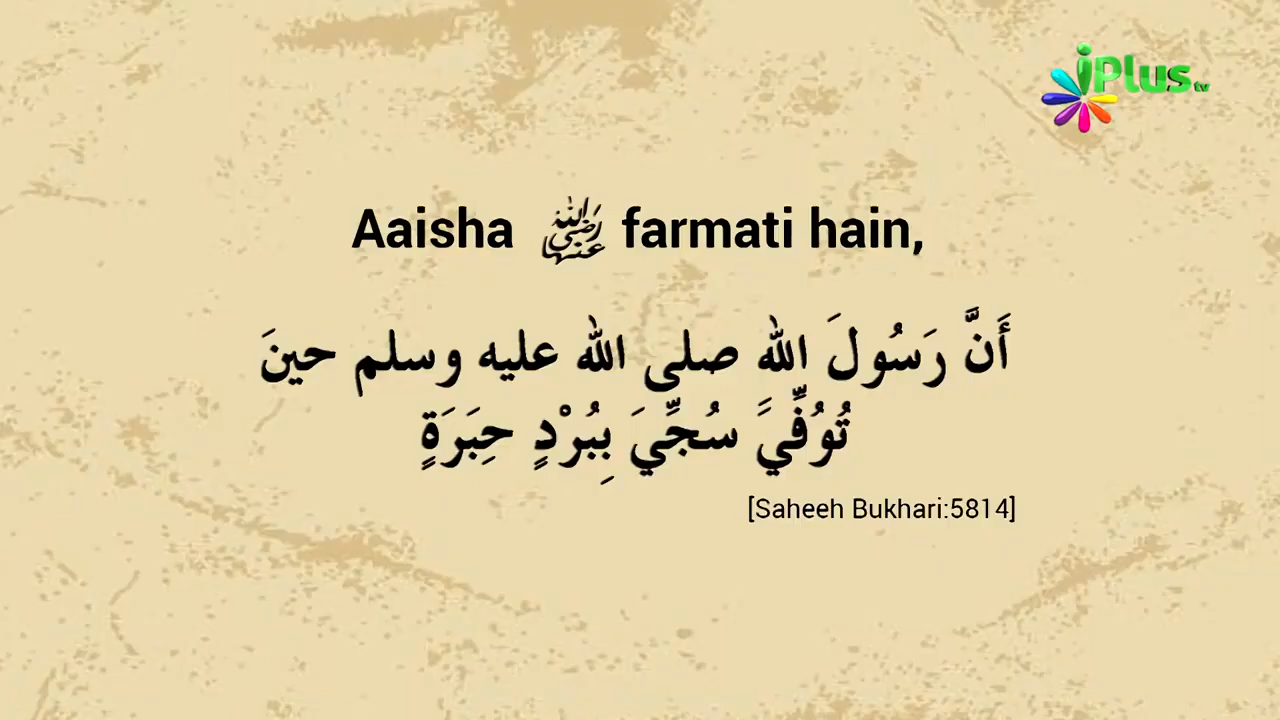 iPlus tv
Aaisha رضي الله عنها farmati hain,
أَنَّ رَسُولَ الله صلى الله عليه وسلم حينَ
تُوُفِّيَ سُجِّيَ بِبُرْدٍ حِبَرَةٍ
[Saheeh Bukhari:5814]